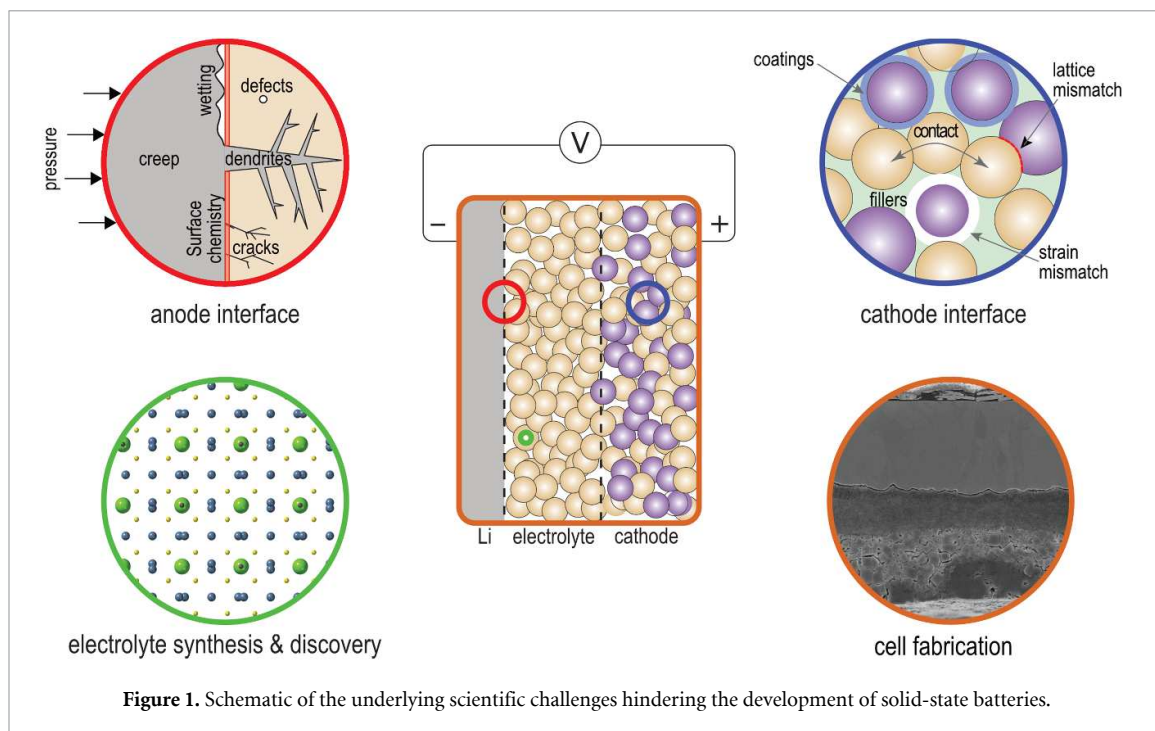 pressure
creep
wetting
defects
dendrites
Surface
chemistry
cracks
anode interface
V
−
+
Li
electrolyte
cathode
coatings
lattice
mismatch
contact
fillers
strain
mismatch
cathode interface
electrolyte synthesis & discovery
cell fabrication
Figure 1. Schematic of the underlying scientific challenges hindering the development of solid-state batteries.